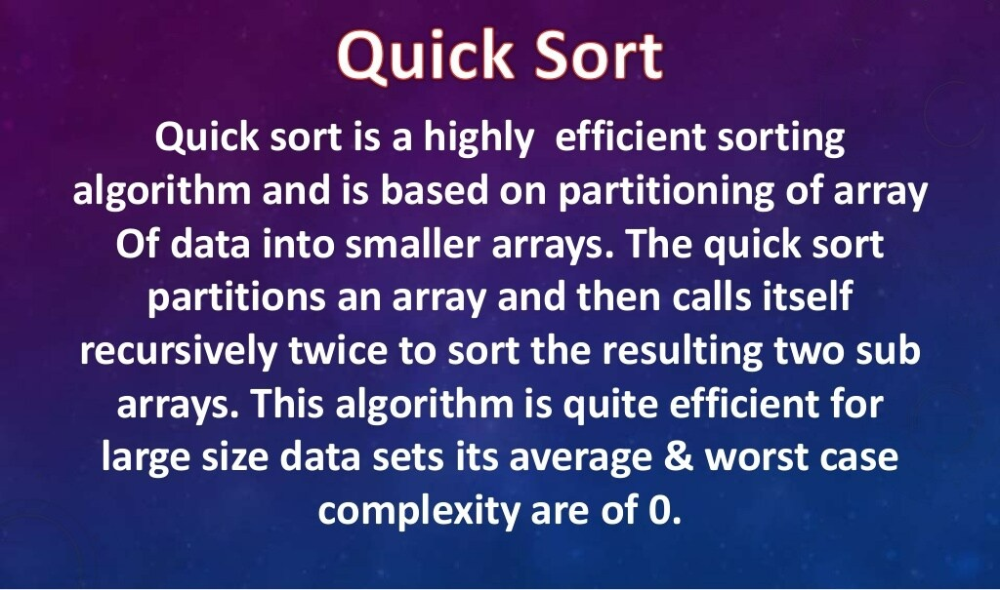 Quick Sort
Quick sort is a highly  efficient sorting
algorithm and is based on partitioning of array
Of data into smaller arrays. The quick sort
partitions an array and then calls itself
recursively twice to sort the resulting two sub
arrays. This algorithm is quite efficient for
large size data sets its average & worst case
complexity are of 0.